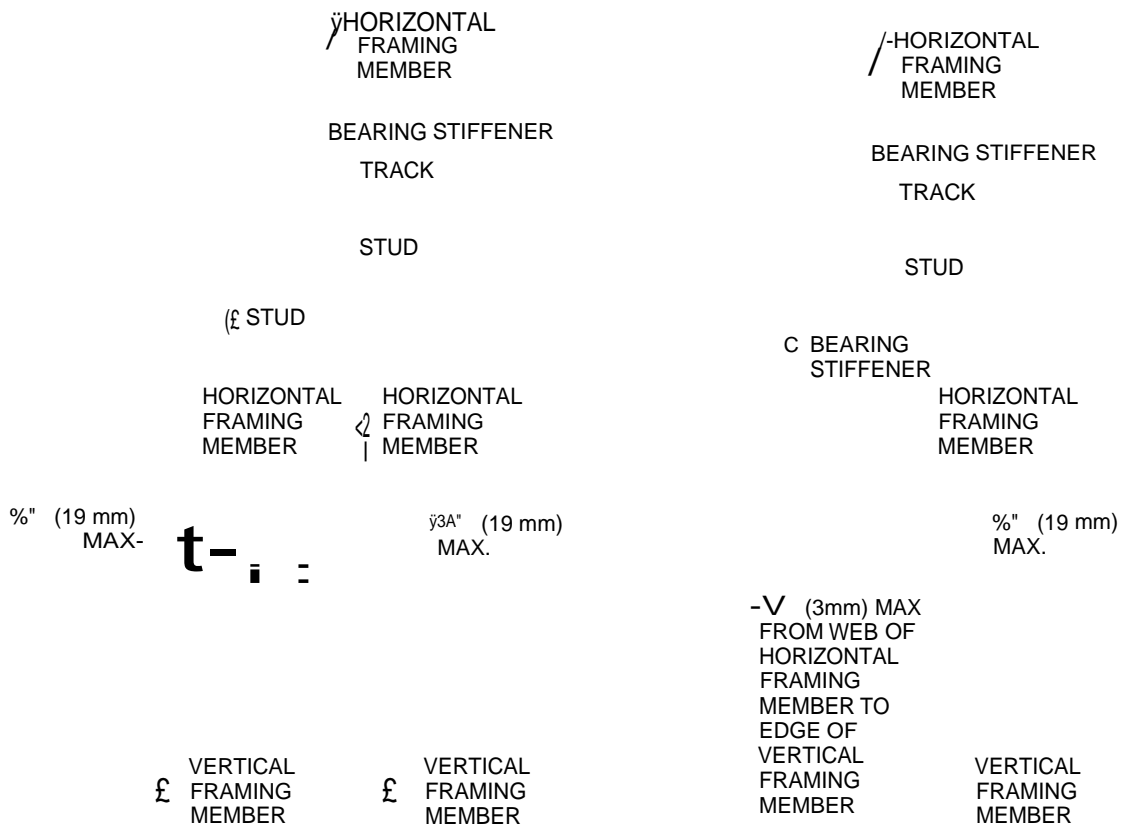 ÿHORIZONTAL
FRAMING
MEMBER
BEARING STIFFENER
TRACK
STUD
(£ STUD
HORIZONTAL
FRAMING
MEMBER
<2 HORIZONTAL
FRAMING
| MEMBER
%" (19 mm)
MAX-
t-
ÿ3A" (19 mm)
MAX.
VERTICAL
£ FRAMING
MEMBER
VERTICAL
£ FRAMING
MEMBER
/-HORIZONTAL
FRAMING
MEMBER
BEARING STIFFENER
TRACK
STUD
C BEARING
STIFFENER
HORIZONTAL
FRAMING
MEMBER
%" (19 mm)
MAX.
-V (3mm) MAX
FROM WEB OF
HORIZONTAL
FRAMING
MEMBER TO
EDGE OF
VERTICAL
FRAMING
MEMBER
VERTICAL
FRAMING
MEMBER